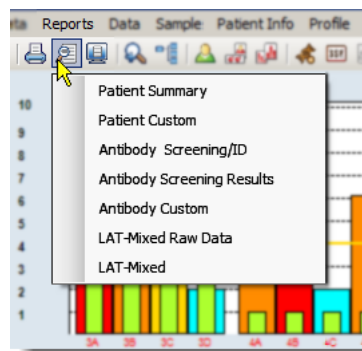 Reports Data Sample Patient Info Profile
Patient Summary
Patient Custom
Antibody Screening/ID
Antibody Screening Results
Antibody Custom
LAT-Mixed Raw Data
LAT-Mixed
10
9
8
7
6
5
4
3
2
1
3A 3B 3C 3D 4A 4B 4C